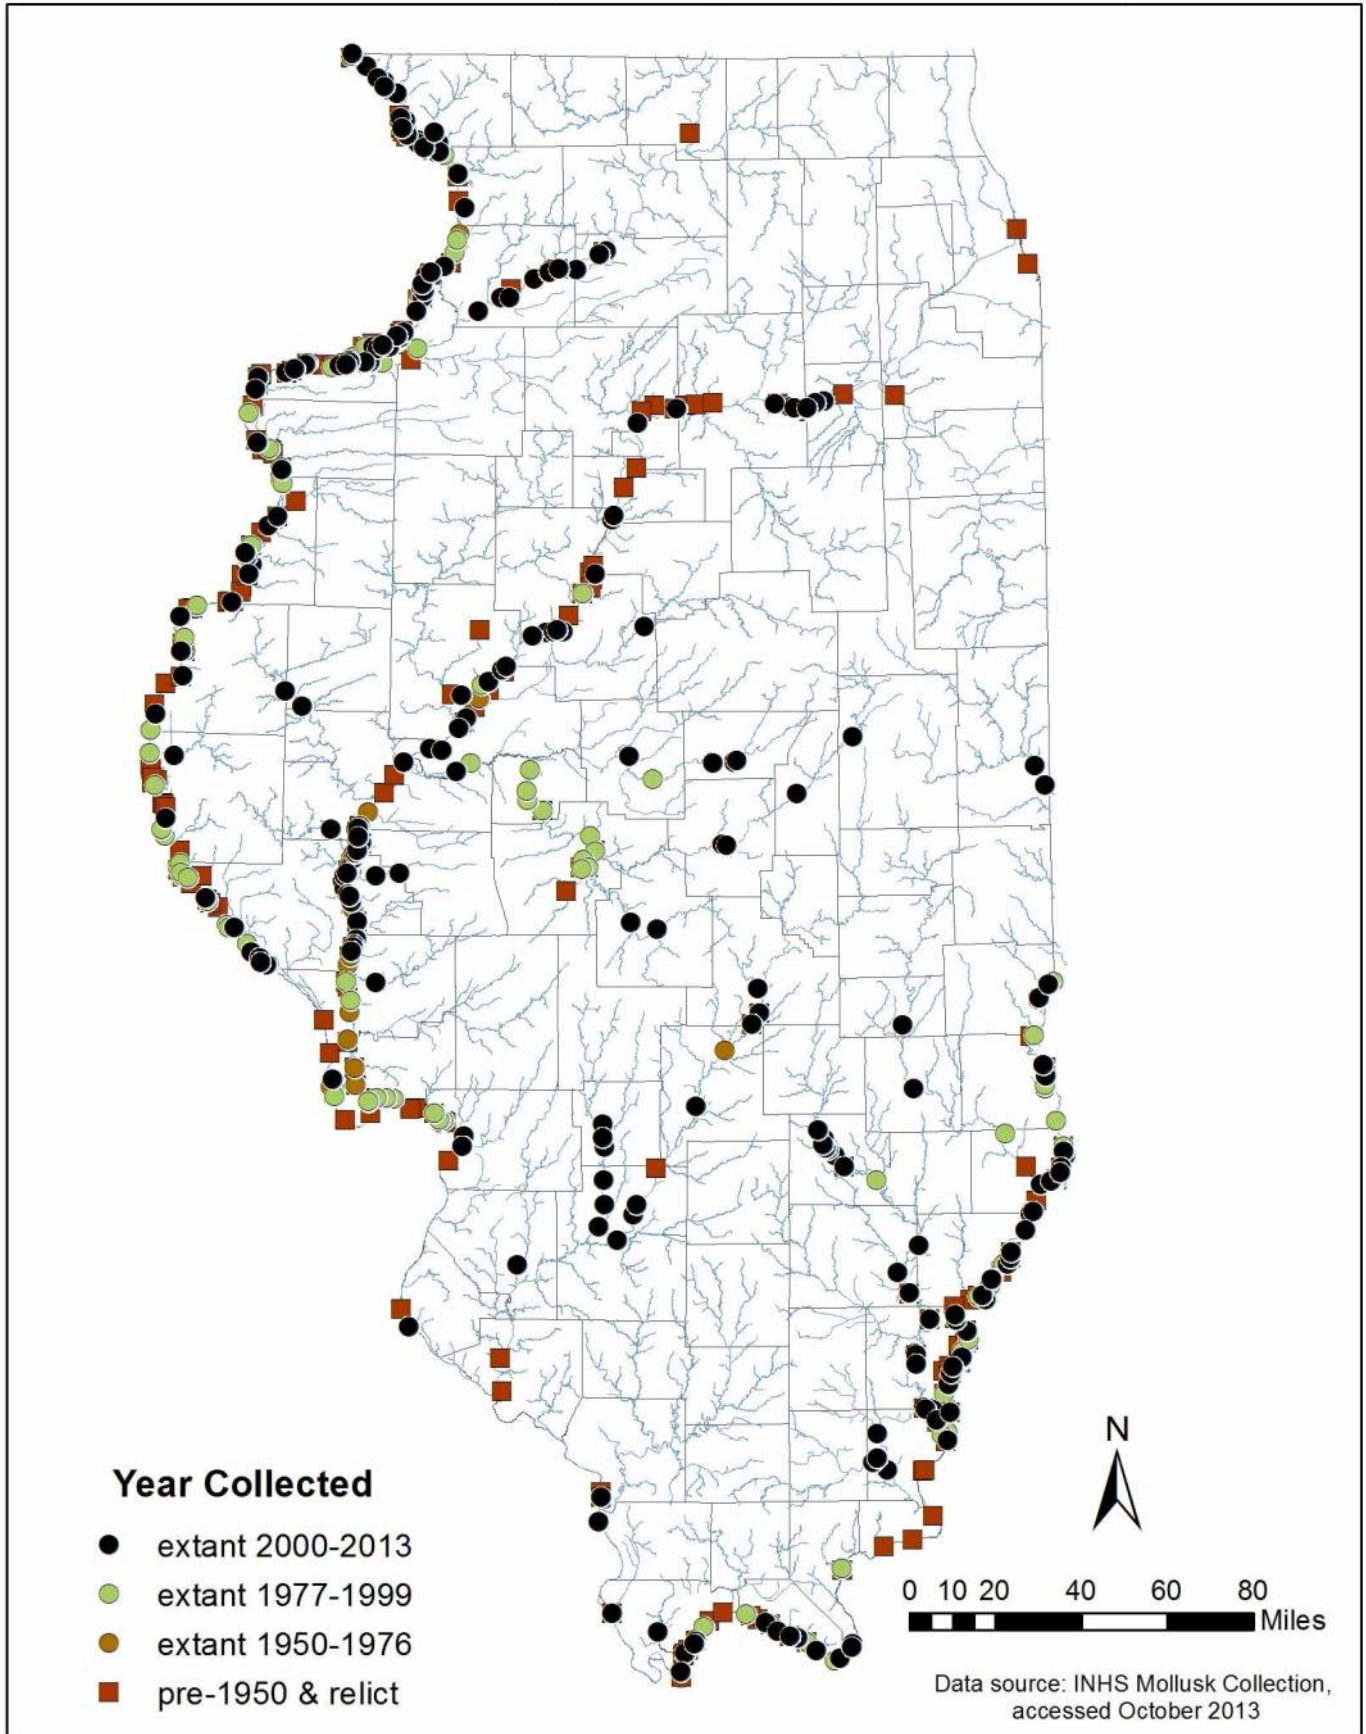 N
Year Collected
extant 2000-2013
extant 1977-1999
extant 1950-1976
pre-1950 & relict
0 10 20 40 60 80
Miles
Data source: INHS Mollusk Collection,
accessed October 2013